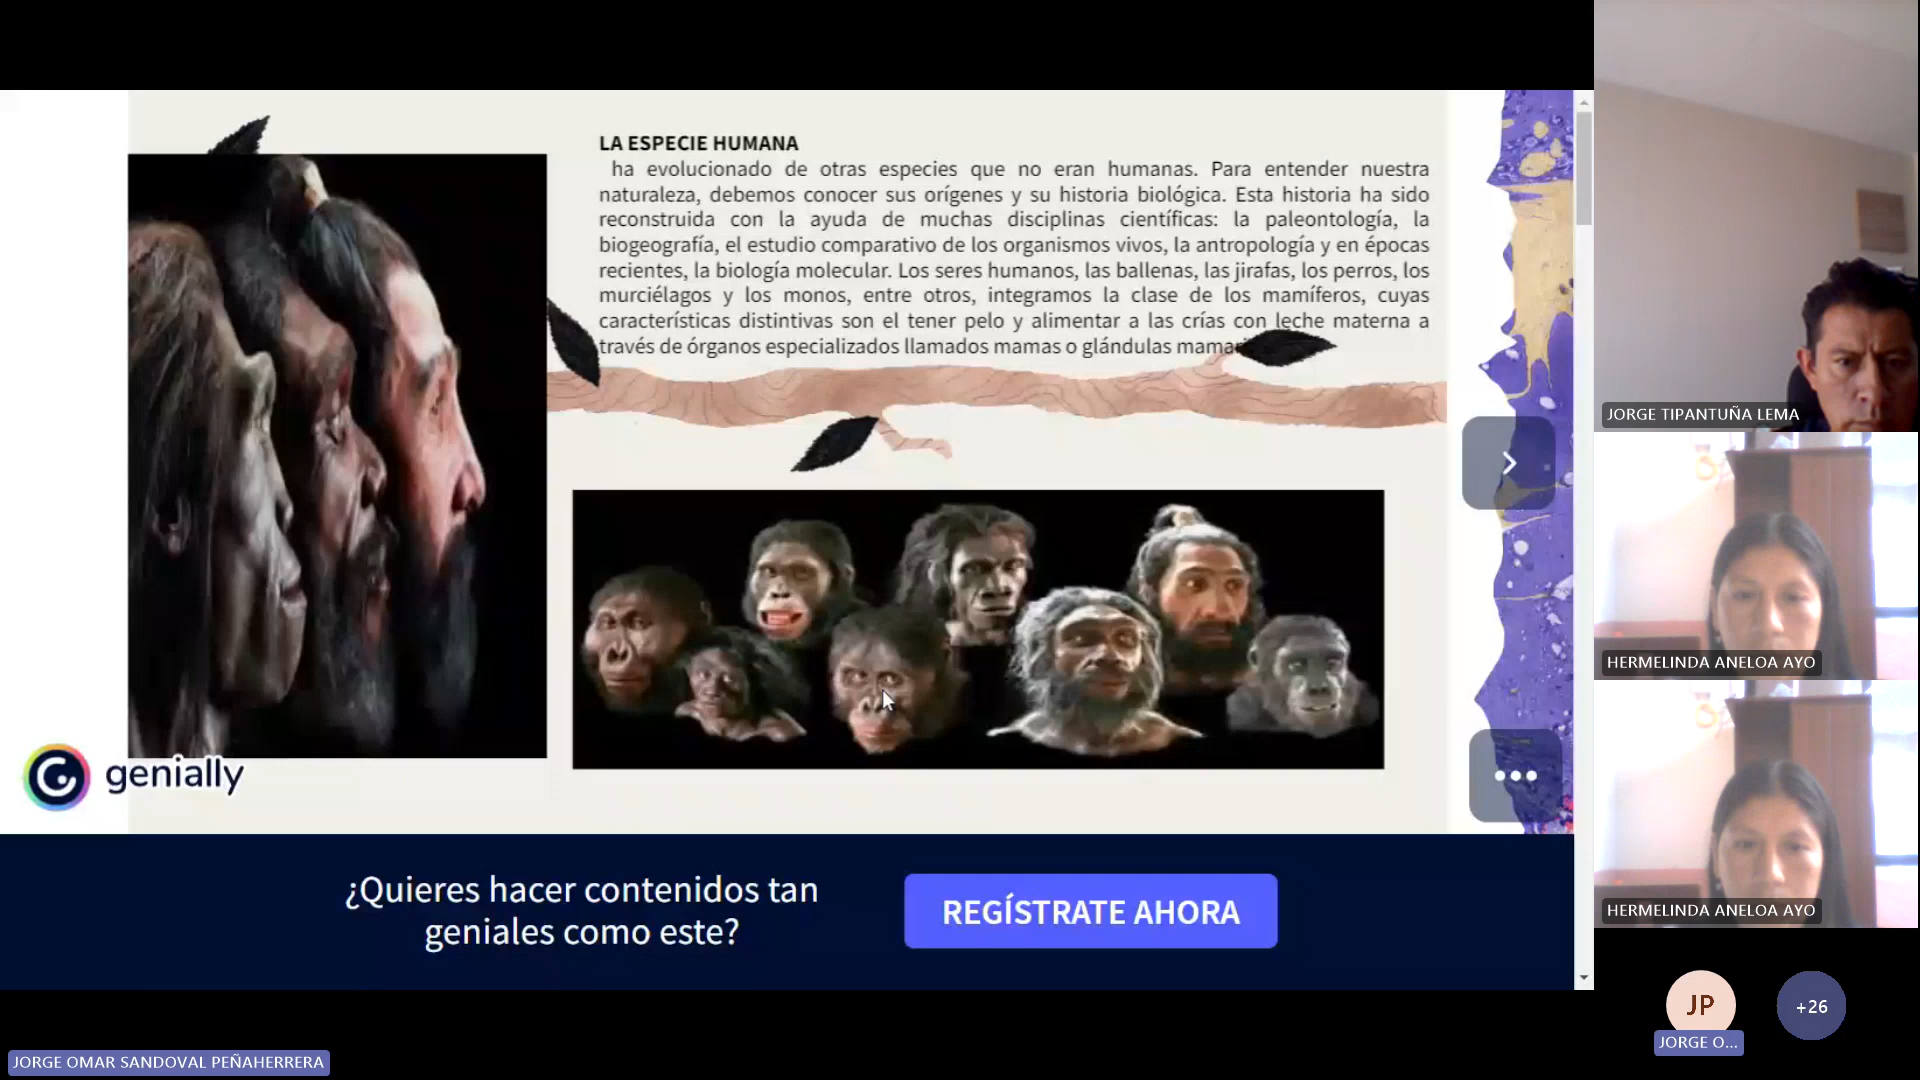 LA ESPECIE HUMANA
ha evolucionado de otras especies que no eran humanas. Para entender nuestra
naturaleza, debemos conocer sus orígenes y su historia biológica. Esta historia ha sido
reconstruida con la ayuda de muchas disciplinas científicas: la paleontología, la
biogeografía, el estudio comparativo de los organismos vivos, la antropología y en épocas
recientes, la biología molecular. Los seres humanos, las ballenas, las jirafas, los perros, los
murciélagos y los monos, entre otros, integramos la clase de los mamíferos, cuyas
características distintivas son el tener pelo y alimentar a las crías con leche materna a
través de órganos especializados llamados mamas o glándulas
genially
¿Quieres hacer contenidos tan
geniales como este?
REGÍSTRATE AHORA
JORGE TIPANTUÑA LEMA
HERMELINDA ANELOA AYO
HERMELINDA ANELOA AYO
JP
+26
JORGE O...
JORGE OMAR SANDOVAL PEÑAHERRERA